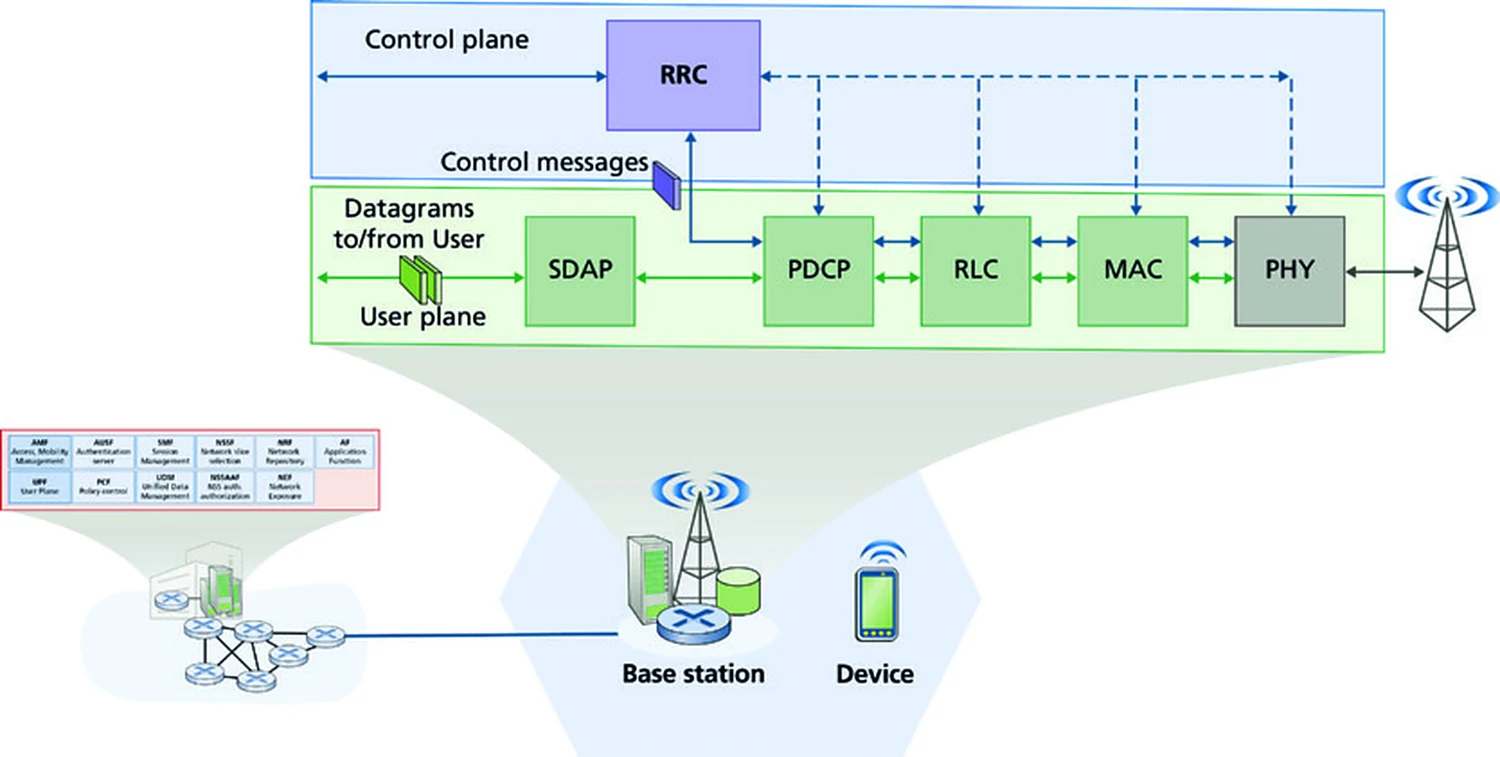 Control plane
RRC
Control messages
Datagrams
to/from User
User plane
SDAP
PDCP
RLC
MAC
PHY
AMF
Access, Mobility
Management
AUSF
Authentication
server
SMF
Session
Management
NSSF
Network slice
selection
NRF
Network
Repository
AF
Application
Function
UPF
User Plane
PCF
Policy control
UDM
Unified Data
Management
NSSAAF
NSS auth.
authorization
NEF
Network
Exposure
Base station
Device